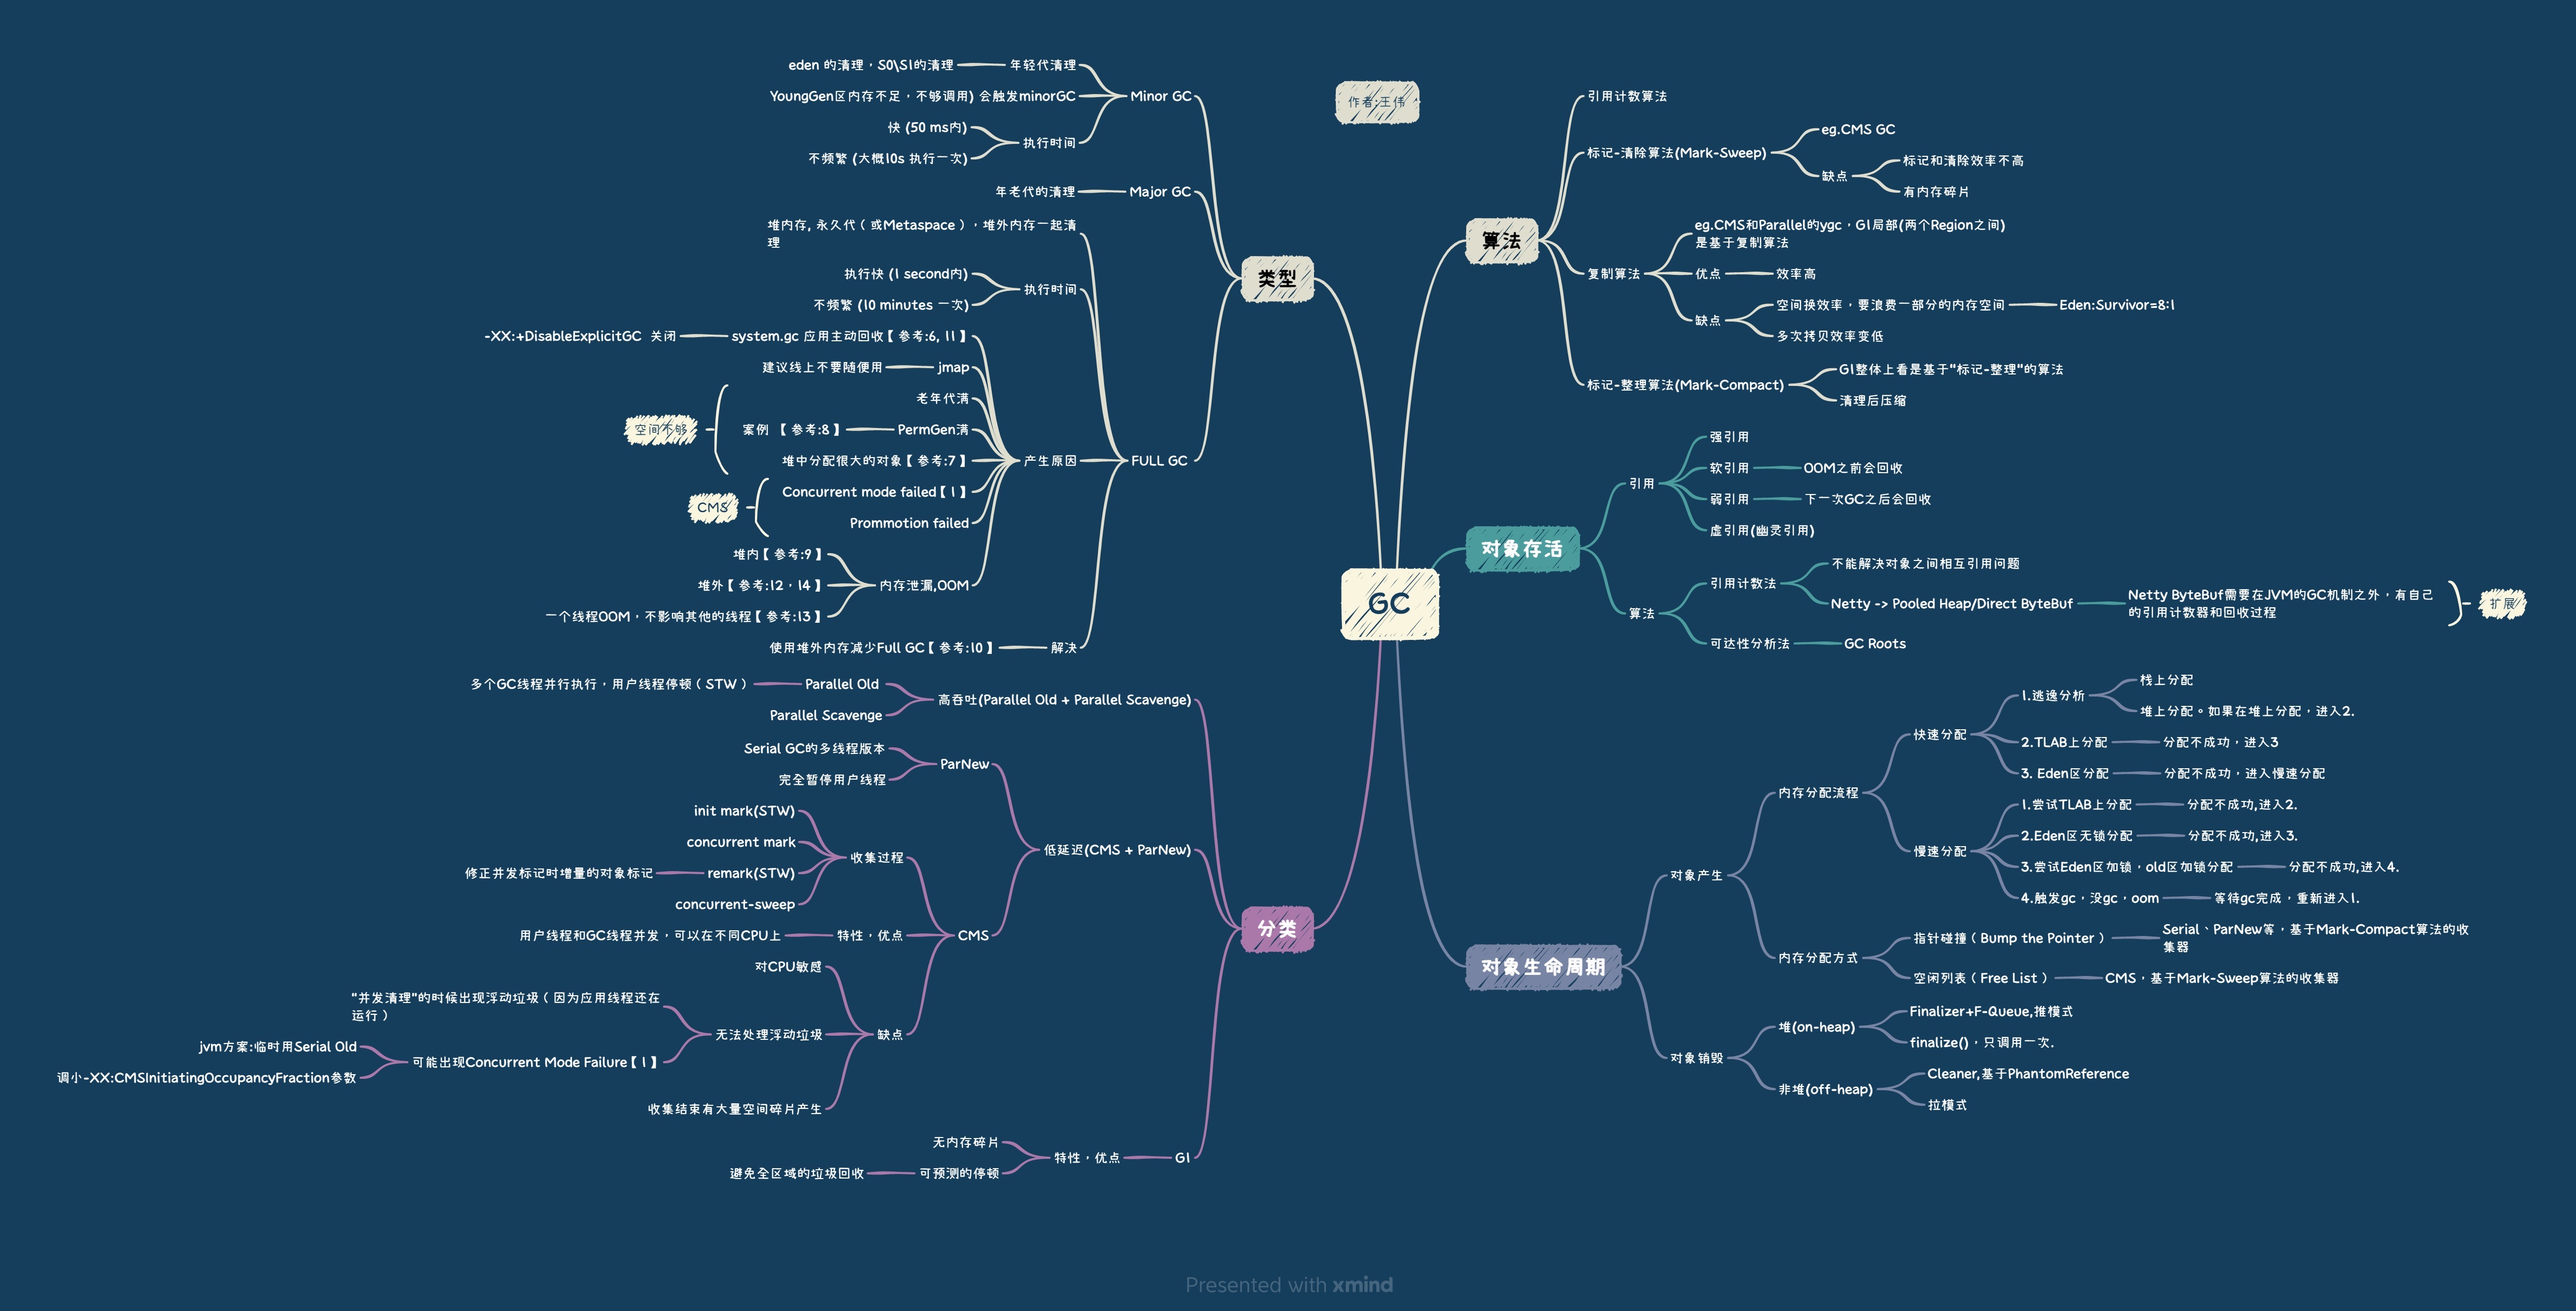 作者:王伟
GC
算法
引用计数算法
标记-清除算法(Mark-Sweep)
eg.CMS GC
缺点
标记和清除效率不高
有内存碎片
复制算法
eg.CMS和Parallel的ygc，G1局部(两个Region之间)
是基于复制算法
优点
效率高
缺点
空间换效率，要浪费一部分的内存空间
Eden:Survivor=8:1
多次拷贝效率变低
标记-整理算法(Mark-Compact)
G1整体上看是基于"标记-整理"的算法
清理后压缩
对象存活
引用
强引用
软引用
OOM之前会回收
弱引用
下一次GC之后会回收
虚引用(幽灵引用)
算法
引用计数法
不能解决对象之间相互引用问题
Netty -> Pooled Heap/Direct ByteBuf
Netty ByteBuf需要在JVM的GC机制之外，有自己
的引用计数器和回收过程
扩展
可达性分析法
GC Roots
对象生命周期
对象产生
内存分配流程
快速分配
1.逃逸分析
栈上分配
堆上分配。如果在堆上分配，进入2.
2.TLAB上分配
分配不成功，进入3
3. Eden区分配
分配不成功，进入慢速分配
慢速分配
1.尝试TLAB上分配
分配不成功,进入2.
2.Eden区无锁分配
分配不成功,进入3.
3.尝试Eden区加锁，old区加锁分配
分配不成功,进入4.
4.触发gc，没gc，oom
等待gc完成，重新进入1.
内存分配方式
指针碰撞（Bump the Pointer）
Serial、ParNew等，基于Mark-Compact算法的收
集器
空闲列表（Free List）
CMS，基于Mark-Sweep算法的收集器
对象销毁
堆(on-heap)
Finalizer+F-Queue,推模式
finalize()，只调用一次.
非堆(off-heap)
Cleaner,基于PhantomReference
拉模式
类型
Minor GC
年轻代清理
eden 的清理，S0\S1的清理
YoungGen区内存不足，不够调用) 会触发minorGC
执行时间
快 (50 ms内)
不频繁 (大概10s 执行一次)
Major GC
年老代的清理
FULL GC
堆内存, 永久代（或Metaspace），堆外内存一起清
理
执行时间
执行快 (1 second内)
不频繁 (10 minutes 一次)
产生原因
system.gc 应用主动回收【参考:6, 11】
-XX:+DisableExplicitGC 关闭
jmap
建议线上不要随便用
空间不够
老年代满
PermGen满
案例 【参考:8】
堆中分配很大的对象【参考:7】
CMS
Concurrent mode failed【1】
Prommotion failed
内存泄漏,OOM
堆内【参考:9】
堆外【参考:12，14】
一个线程OOM，不影响其他的线程【参考:13】
解决
使用堆外内存减少Full GC【参考:10】
分类
高吞吐(Parallel Old + Parallel Scavenge)
Parallel Old
多个GC线程并行执行，用户线程停顿（STW）
Parallel Scavenge
低延迟(CMS + ParNew)
ParNew
Serial GC的多线程版本
完全暂停用户线程
CMS
收集过程
init mark(STW)
concurrent mark
remark(STW)
修正并发标记时增量的对象标记
concurrent-sweep
特性，优点
用户线程和GC线程并发，可以在不同CPU上
缺点
对CPU敏感
无法处理浮动垃圾
"并发清理"的时候出现浮动垃圾（因为应用线程还在
运行）
可能出现Concurrent Mode Failure【1】
jvm方案:临时用Serial Old
调小-XX:CMSInitiatingOccupancyFraction参数
收集结束有大量空间碎片产生
G1
特性，优点
无内存碎片
可预测的停顿
避免全区域的垃圾回收
Presented with xmind